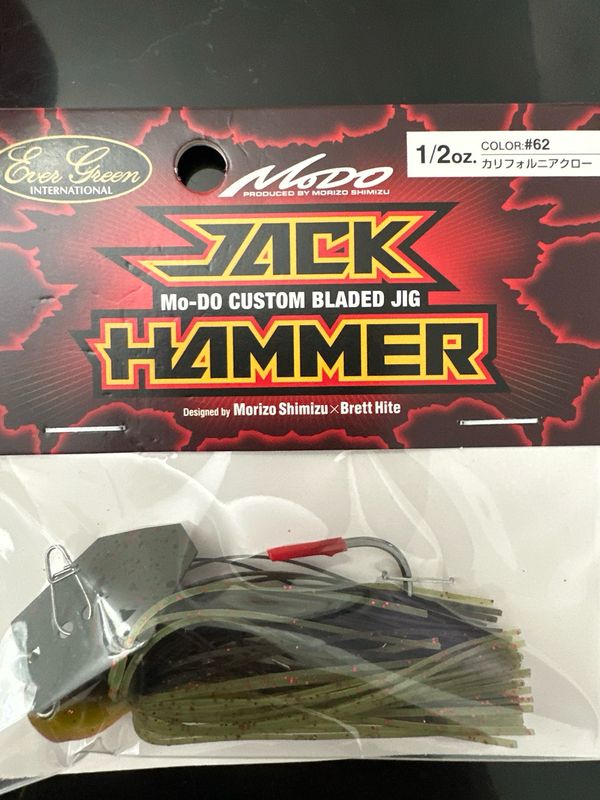 Ever Green
INTERNATIONAL
MoDO
PRODUCED BY MORIZO SHIMIZU
1/2oz.
COLOR:#62
カリフォルニアクロー
JACK
Mo-DO CUSTOM BLADED JIG
HAMMER
Designed by Morizo Shimizu×Brett Hite